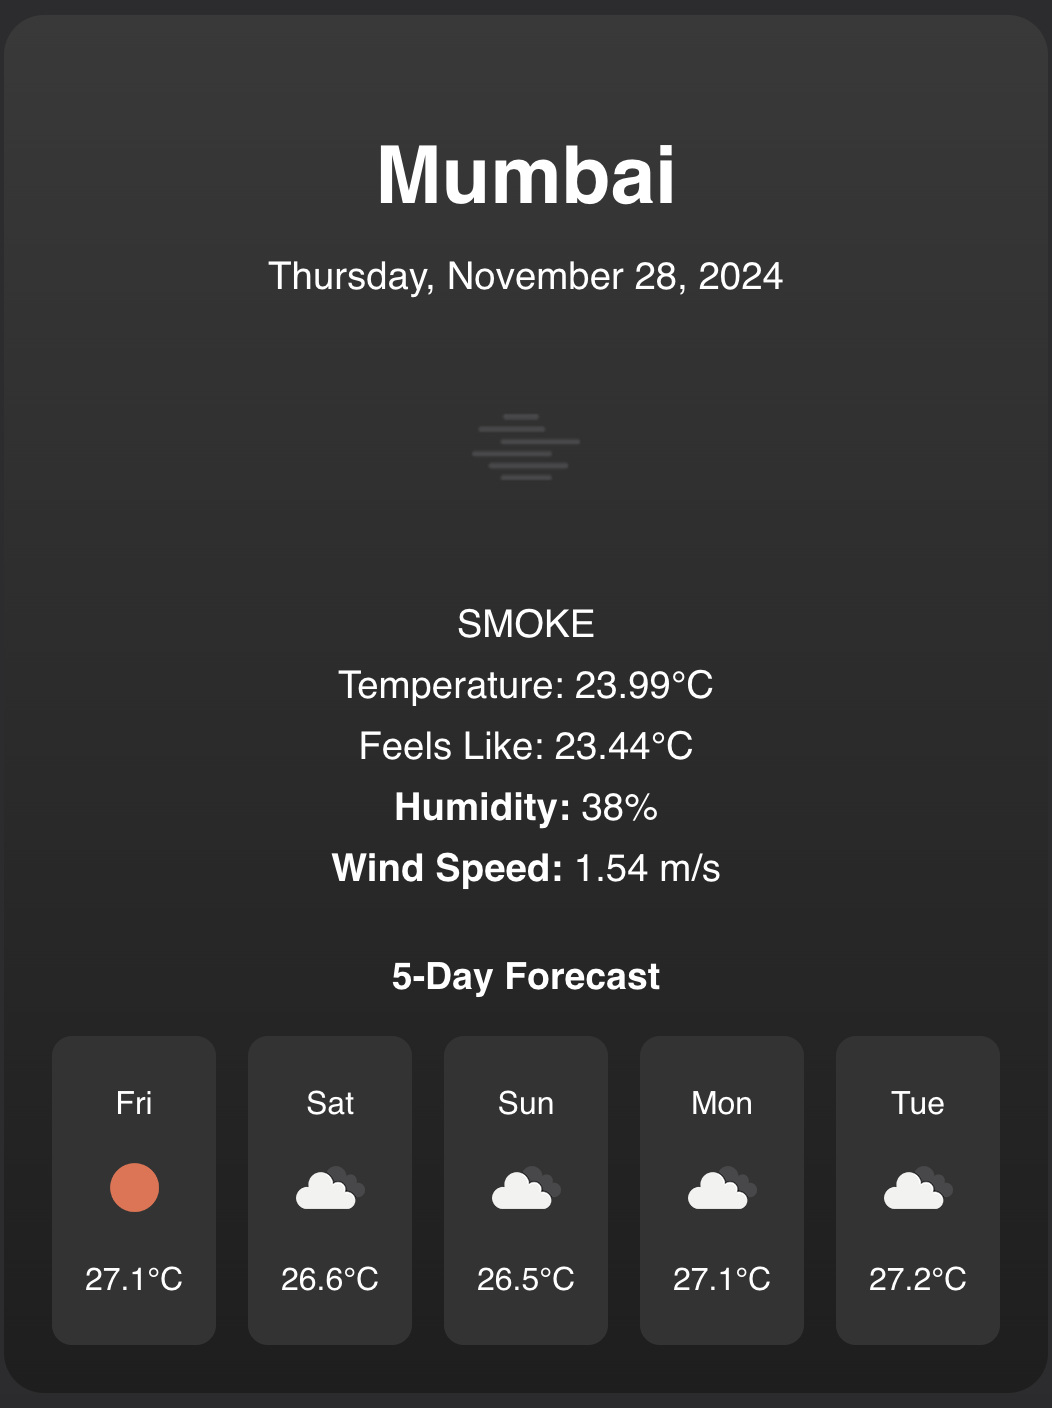 Mumbai
Thursday, November 28, 2024
SMOKE
Temperature: 23.99°C
Feels Like: 23.44°C
Humidity: 38%
Wind Speed: 1.54 m/s
5-Day Forecast
Fri
27.1°C
Sat
26.6°C
Sun
26.5°C
Mon
27.1°C
Tue
27.2°C